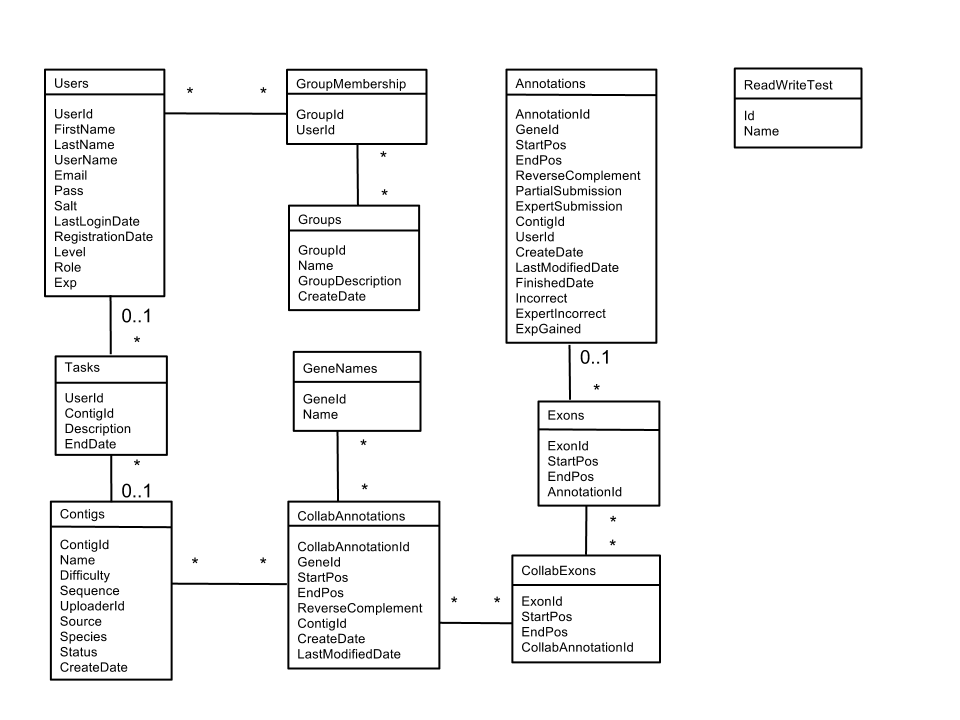 Users
UserId
FirstName
LastName
UserName
Email
Pass
Salt
LastLoginDate
RegistrationDate
Level
Role
Exp
*
*
GroupMembership
GroupId
UserId
*
*
Groups
GroupId
Name
GroupDescription
CreateDate
Annotations
AnnotationId
GeneId
StartPos
EndPos
ReverseComplement
PartialSubmission
ExpertSubmission
ContigId
UserId
CreateDate
LastModifiedDate
FinishedDate
Incorrect
ExpertIncorrect
ExpGained
ReadWriteTest
Id
Name
0..1
*
Tasks
UserId
ContigId
Description
EndDate
*
0..1
GeneNames
GeneId
Name
*
*
0..1
*
Exons
ExonId
StartPos
EndPos
AnnotationId
*
*
Contigs
ContigId
Name
Difficulty
Sequence
UploaderId
Source
Species
Status
CreateDate
*
*
CollabAnnotations
CollabAnnotationId
GeneId
StartPos
EndPos
ReverseComplement
ContigId
CreateDate
LastModifiedDate
*
*
CollabExons
ExonId
StartPos
EndPos
CollabAnnotationId